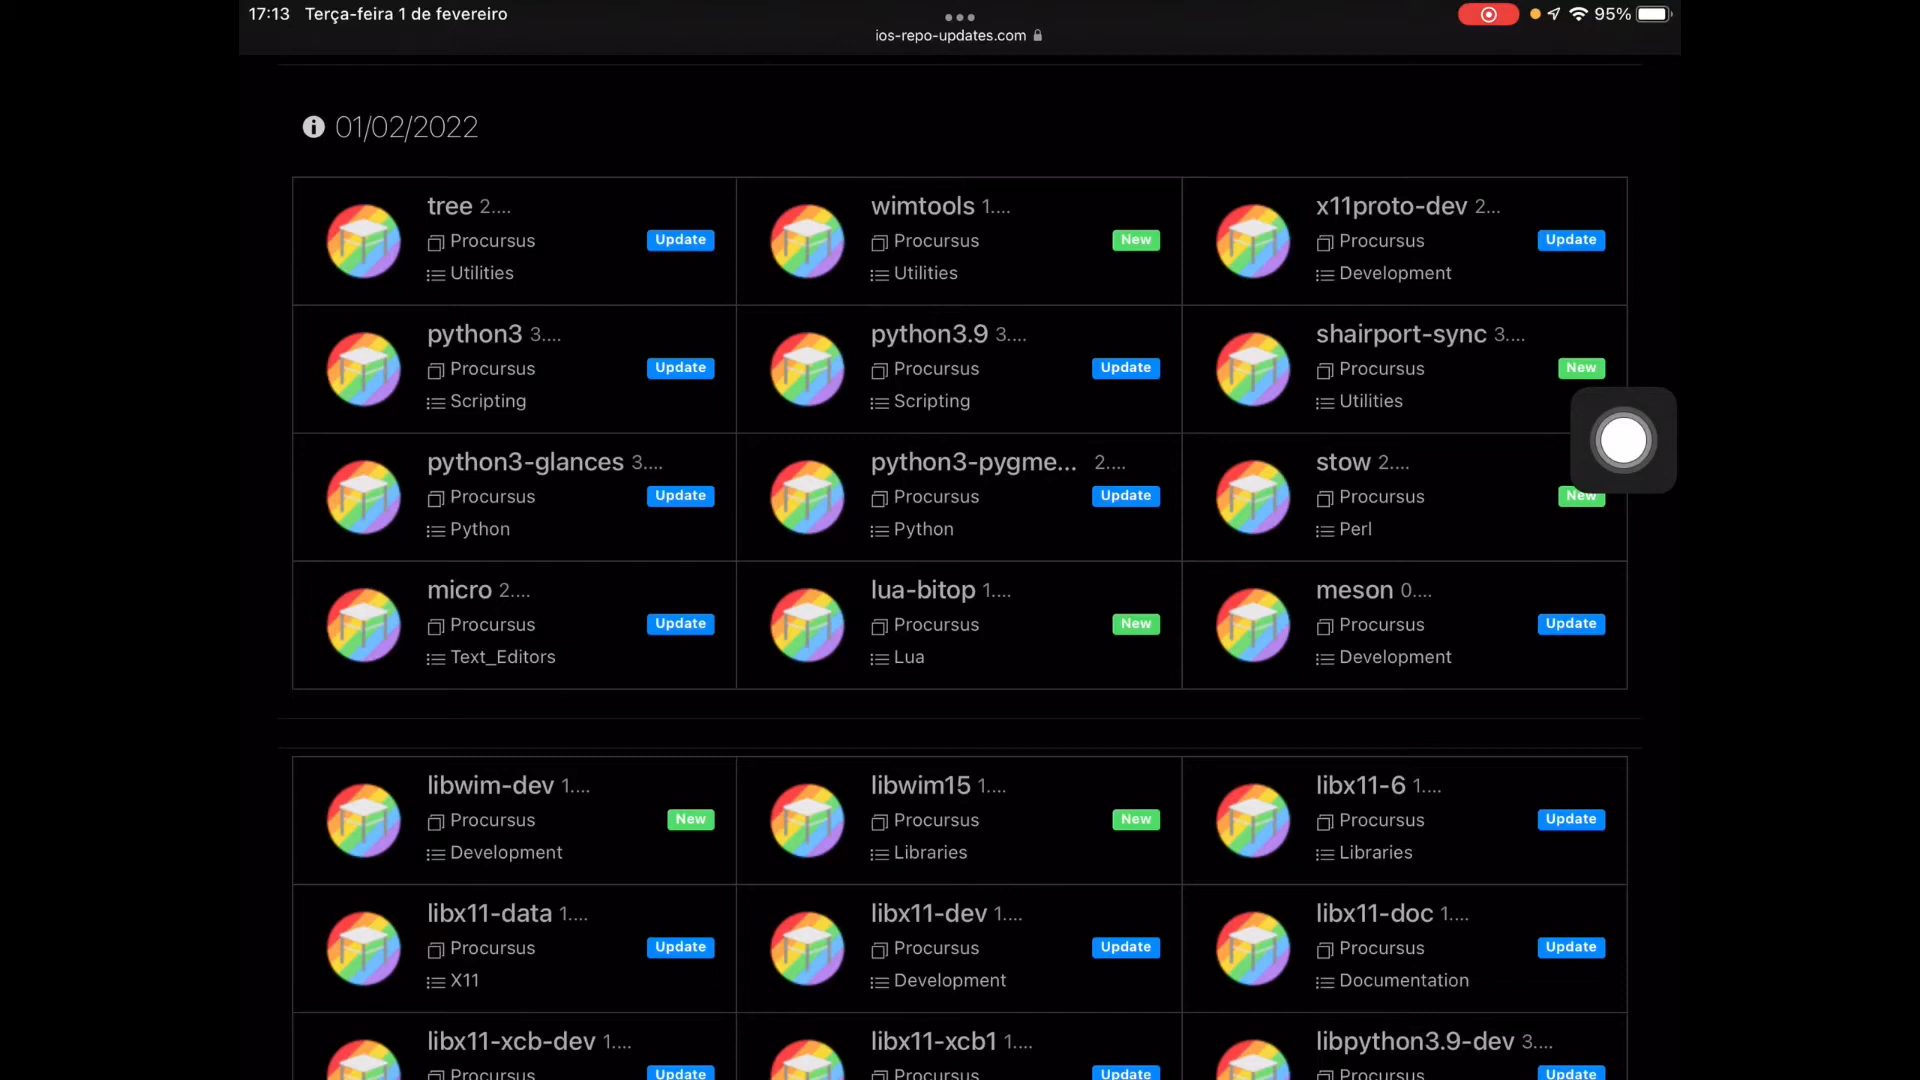 17:13 Terça-feira 1 de fevereiro
95%
ios-repo-updates.com
01/02/2022
tree 2....
Procursus
Update
Utilities
wimtools 1....
Procursus
New
Utilities
x11proto-dev 2...
Procursus
Update
Development
python3 3....
Procursus
Update
Scripting
python3.9 3....
Procursus
Update
Scripting
shairport-sync 3....
Procursus
New
Utilities
python3-glances 3....
Procursus
Update
Python
python3-pygme... 2....
Procursus
Update
Python
stow 2....
Procursus
New
Perl
micro 2....
Procursus
Update
Text_Editors
lua-bitop 1....
Procursus
New
Lua
meson 0....
Procursus
Update
Development
libwim-dev 1....
Procursus
New
Development
libwim15 1....
Procursus
New
Libraries
libx11-6 1....
Procursus
Update
Libraries
libx11-data 1....
Procursus
Update
X11
libx11-dev 1....
Procursus
Update
Development
libx11-doc 1....
Procursus
Update
Documentation
libx11-xcb-dev 1....
Procursus
Update
libx11-xcb1 1....
Procursus
Update
libpython3.9-dev 3....
Procursus
Update